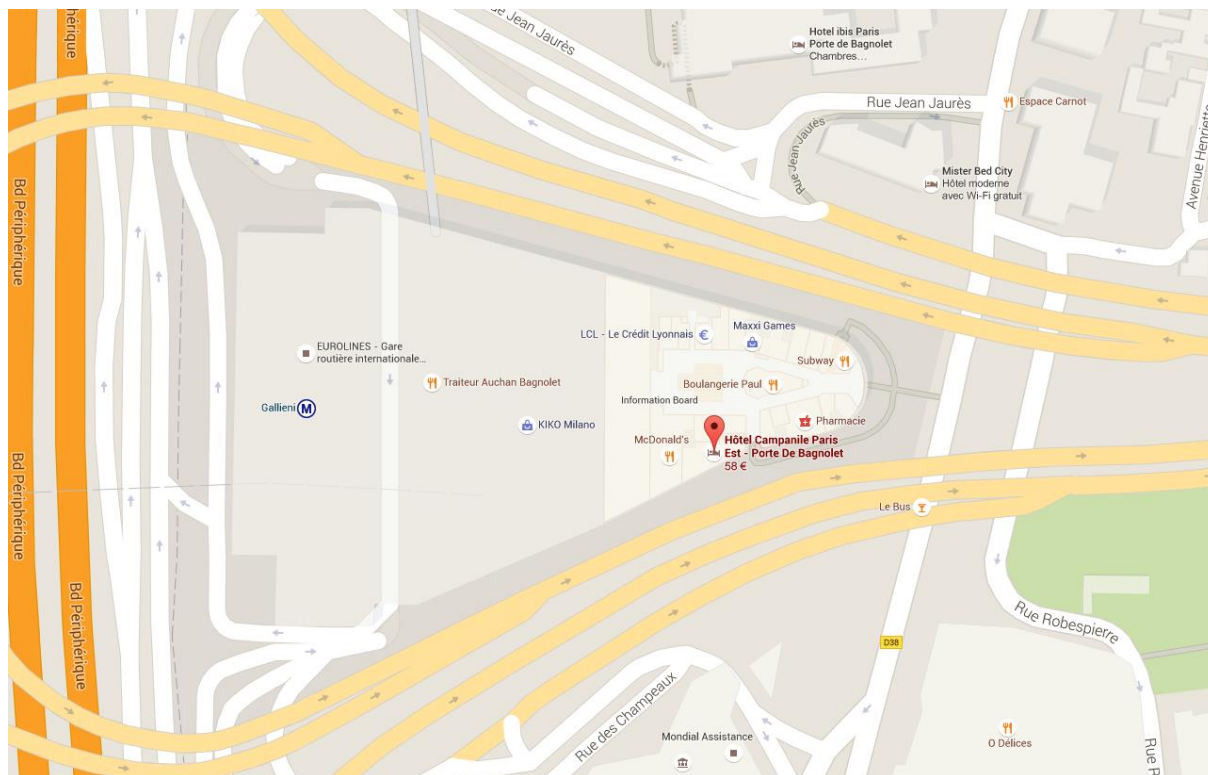 Bd Périphérique
Rue Jean Jaurès
Hotel ibis Paris
Porte de Bagnolet
Chambres...
Rue Jean Jaurès
Espace Carnot
Rue Jean Jaurès
Avenue Henriette
Mister Bed City
Hôtel moderne
avec Wi-Fi gratuit
Bd Périphérique
LCL - Le Crédit Lyonnais
€
Maxxi Games
EUROLINES - Gare
routière internationale...
Subway
Traiteur Auchan Bagnolet
Boulangerie Paul
Gallieni M
Information Board
KIKO Milano
Pharmacie
McDonald's
Hôtel Campanile Paris
Est - Porte De Bagnolet
58 €
Bd Périphérique
Le Bus
Bd Périphérique
Rue Robespierre
D38
Rue des Champeaux
Mondial Assistance
O Délices
Rue R